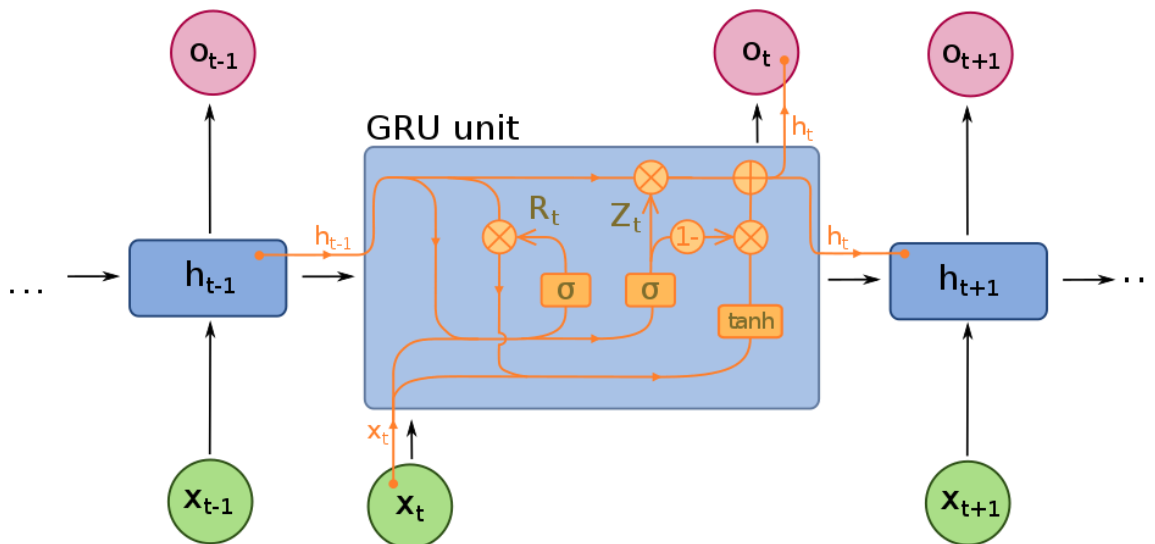 o_{t-1}
o_t
o_{t+1}
GRU unit
h_t
R_t
Z_t
h_{t-1}
1-
h_t
...
h_{t-1}
σ
σ
h_{t+1}
..
tanh
x_t
x_{t-1}
x_t
x_{t+1}